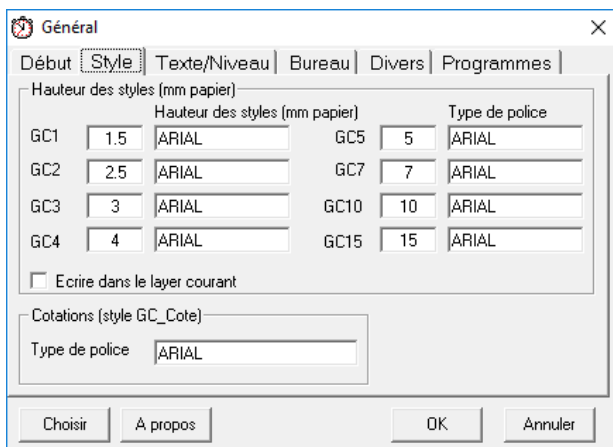 Général
Début Style Texte/Niveau Bureau Divers Programmes
Hauteur des styles (mm papier)
Hauteur des styles (mm papier) Type de police
GC1 1.5 ARIAL GC5 5 ARIAL
GC2 2.5 ARIAL GC7 7 ARIAL
GC3 3 ARIAL GC10 10 ARIAL
GC4 4 ARIAL GC15 15 ARIAL
Ecrire dans le layer courant
Cotations (style GC_Cote)
Type de police ARIAL
Choisir A propos OK Annuler